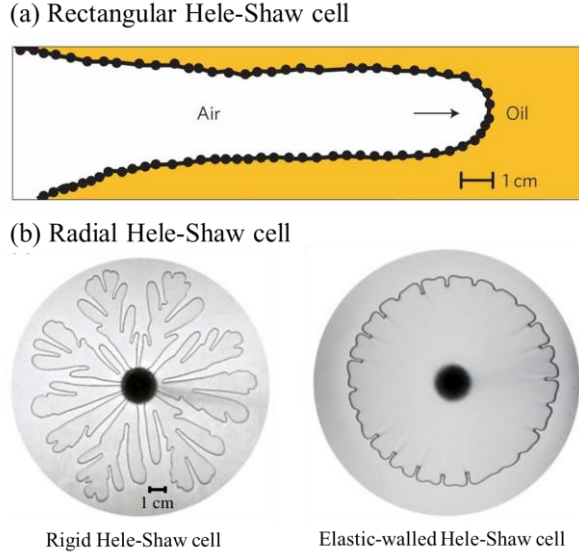 (a) Rectangular Hele-Shaw cell
Air
Oil
1 cm
(b) Radial Hele-Shaw cell
1 cm
Rigid Hele-Shaw cell
Elastic-walled Hele-Shaw cell